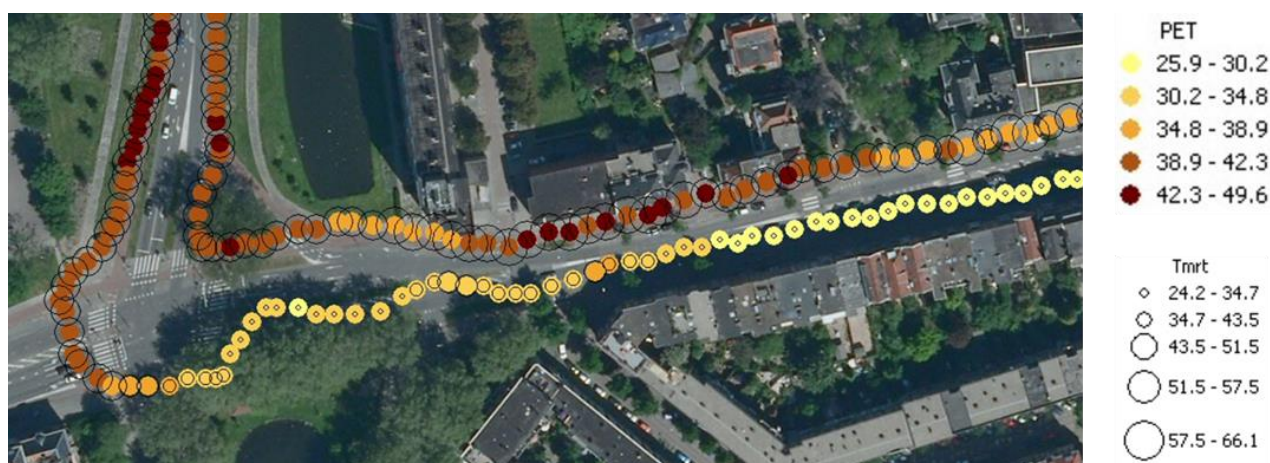 PET
25.9 - 30.2
30.2 - 34.8
34.8 - 38.9
38.9 - 42.3
42.3 - 49.6
Tmrt
24.2 - 34.7
34.7 - 43.5
43.5 - 51.5
51.5 - 57.5
57.5 - 66.1